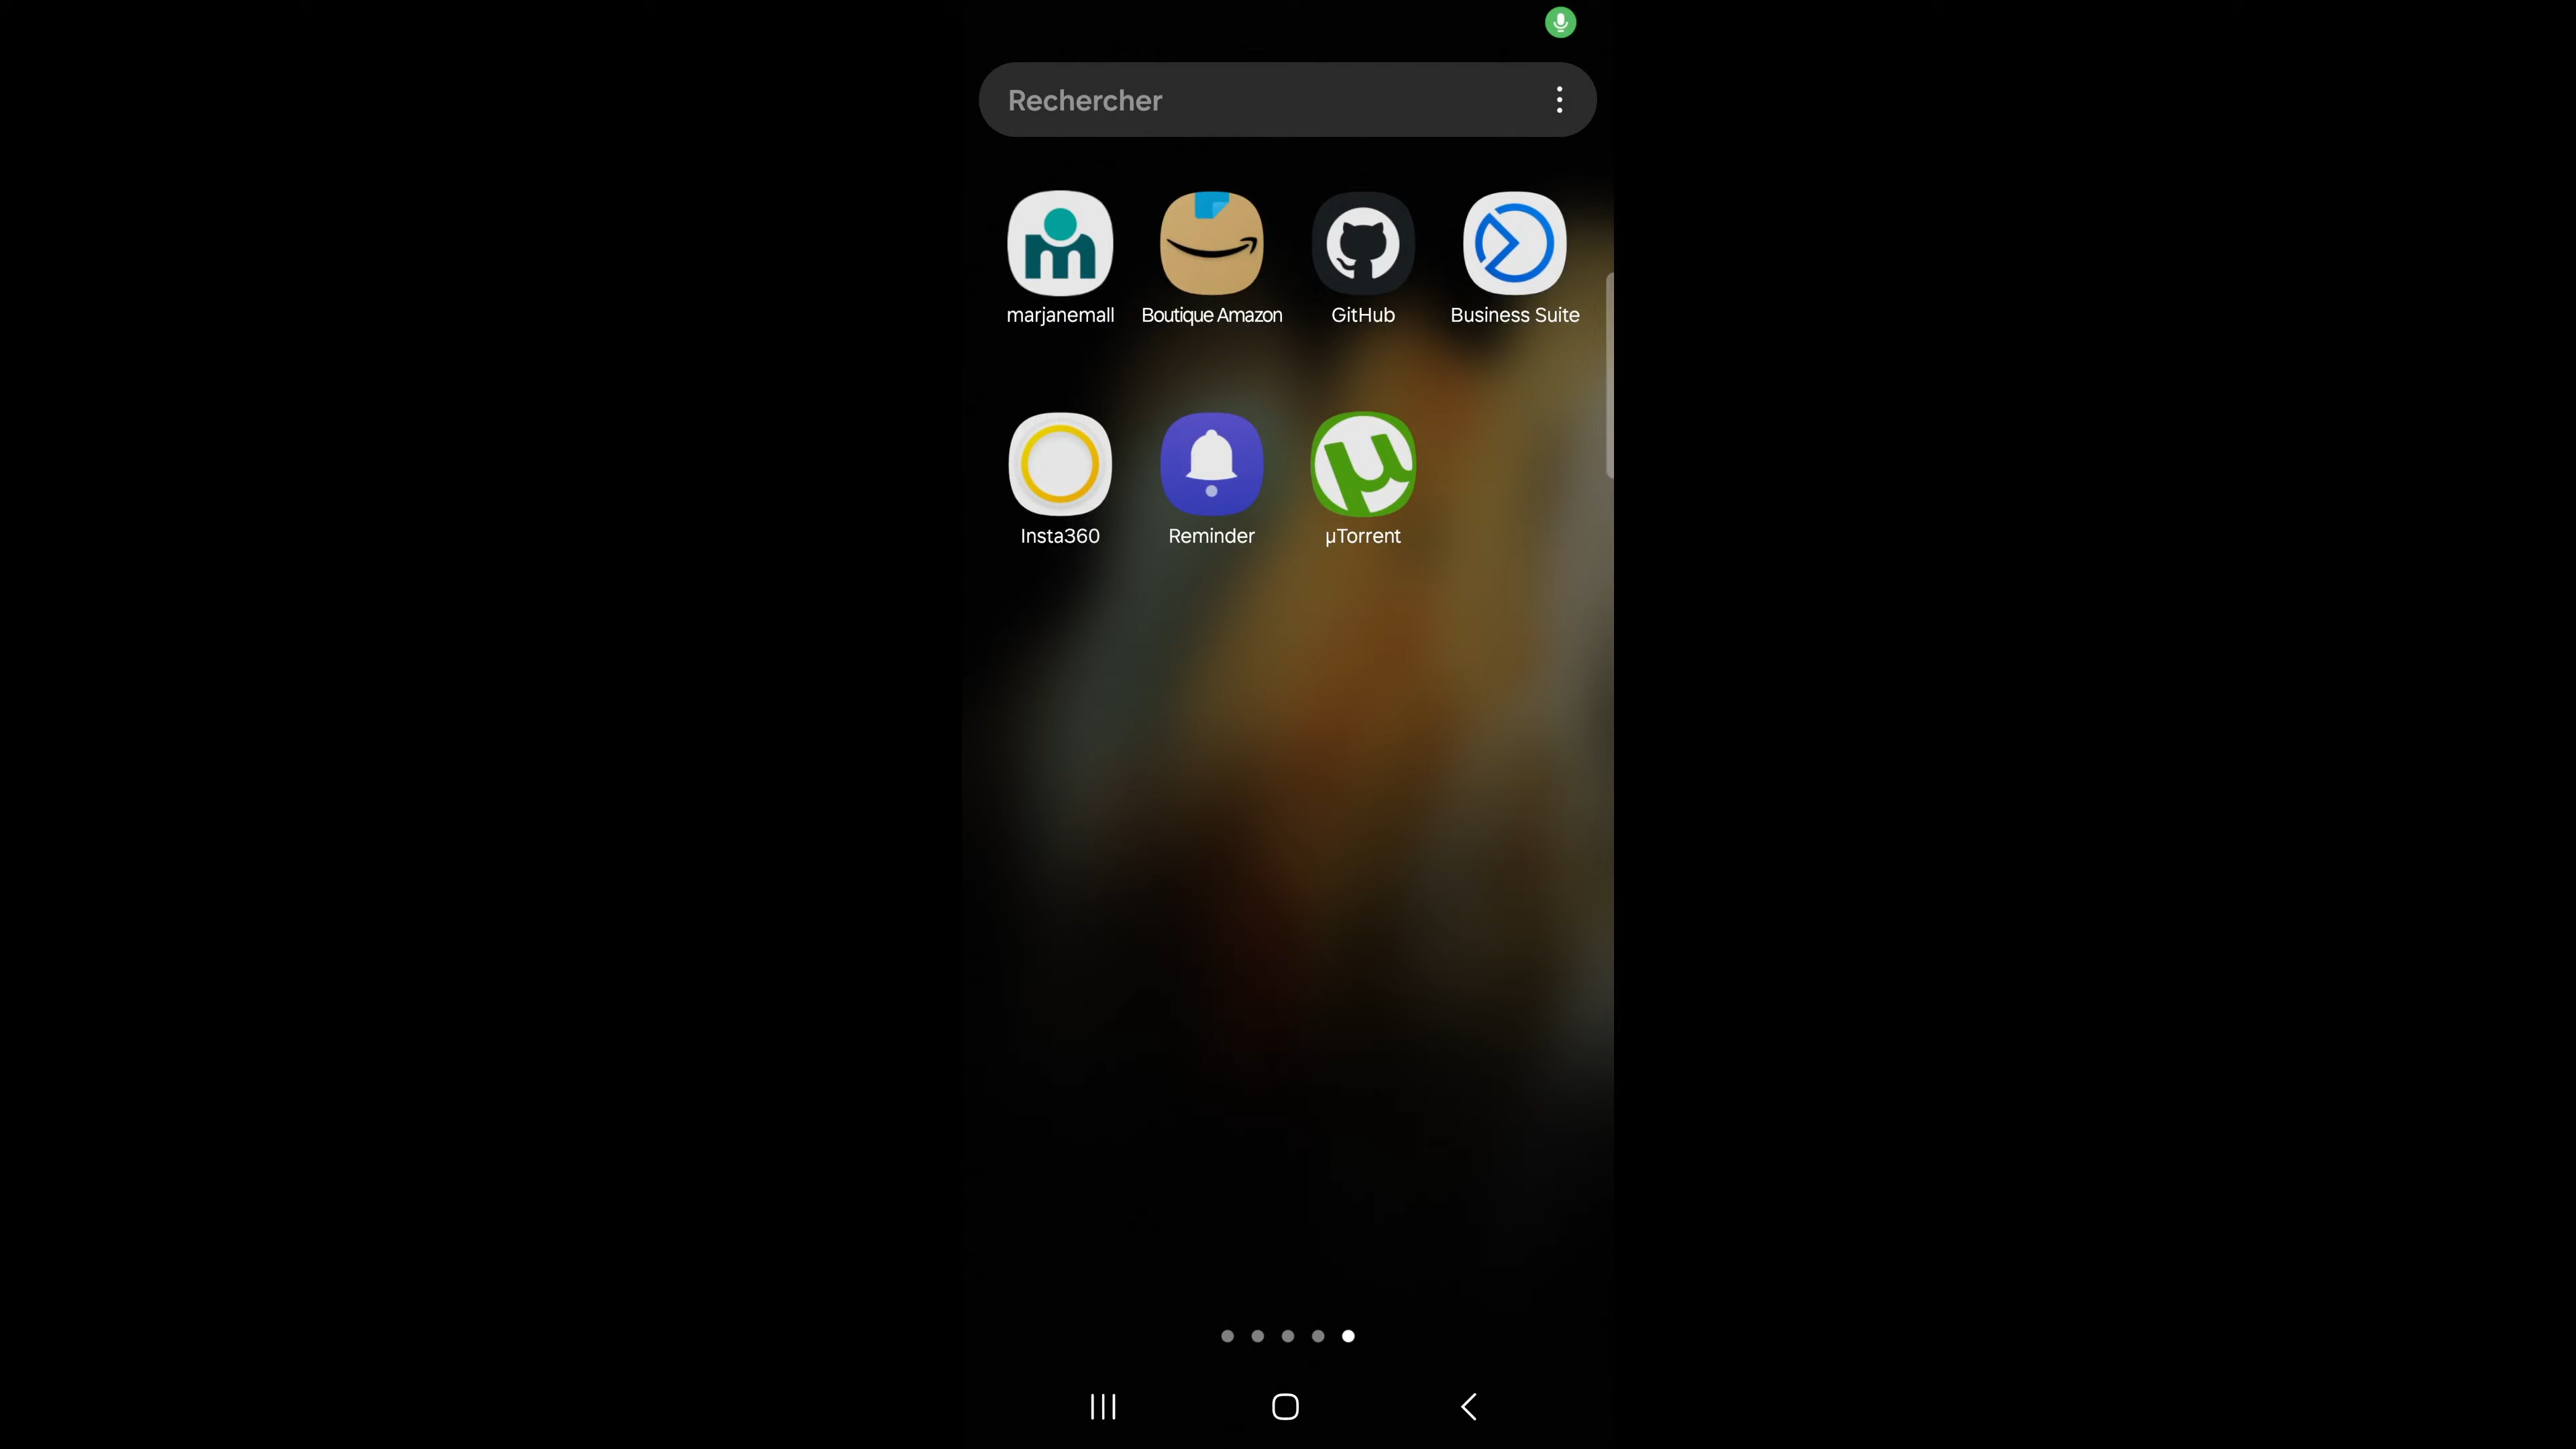 Rechercher
marjanemall
Boutique Amazon
GitHub
Business Suite
Insta360
Reminder
µTorrent